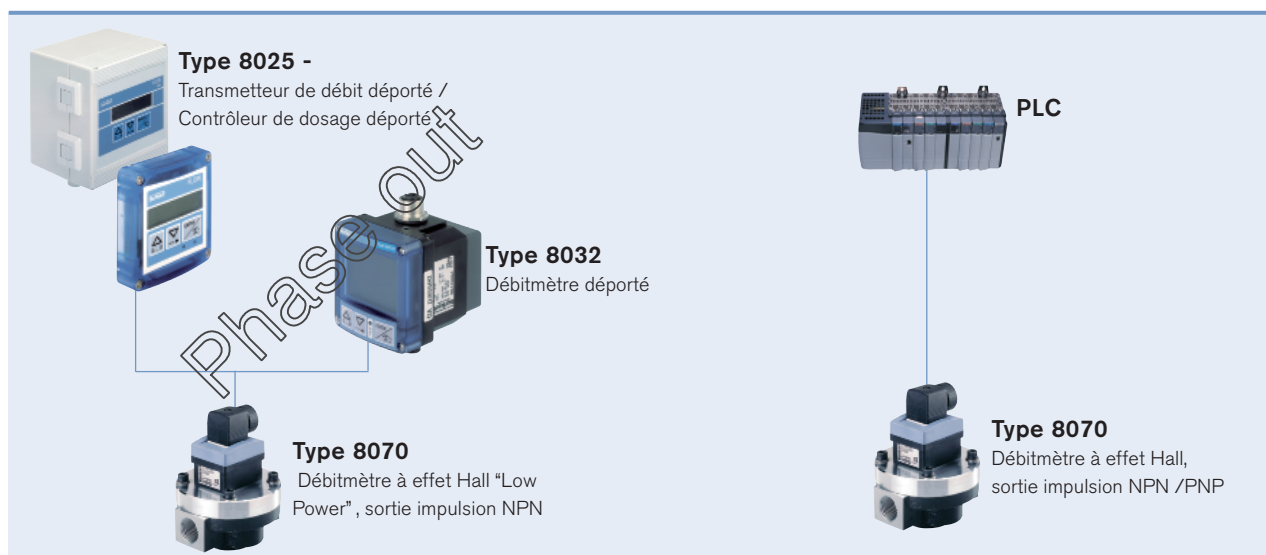 Type 8025 -
Transmetteur de débit déporté /
Contrôleur de dosage déporté
Phase out
Type 8032
Débitmètre déporté
Type 8070
Débitmètre à effet Hall “Low
Power” , sortie impulsion NPN
PLC
Type 8070
Débitmètre à effet Hall,
sortie impulsion NPN /PNP